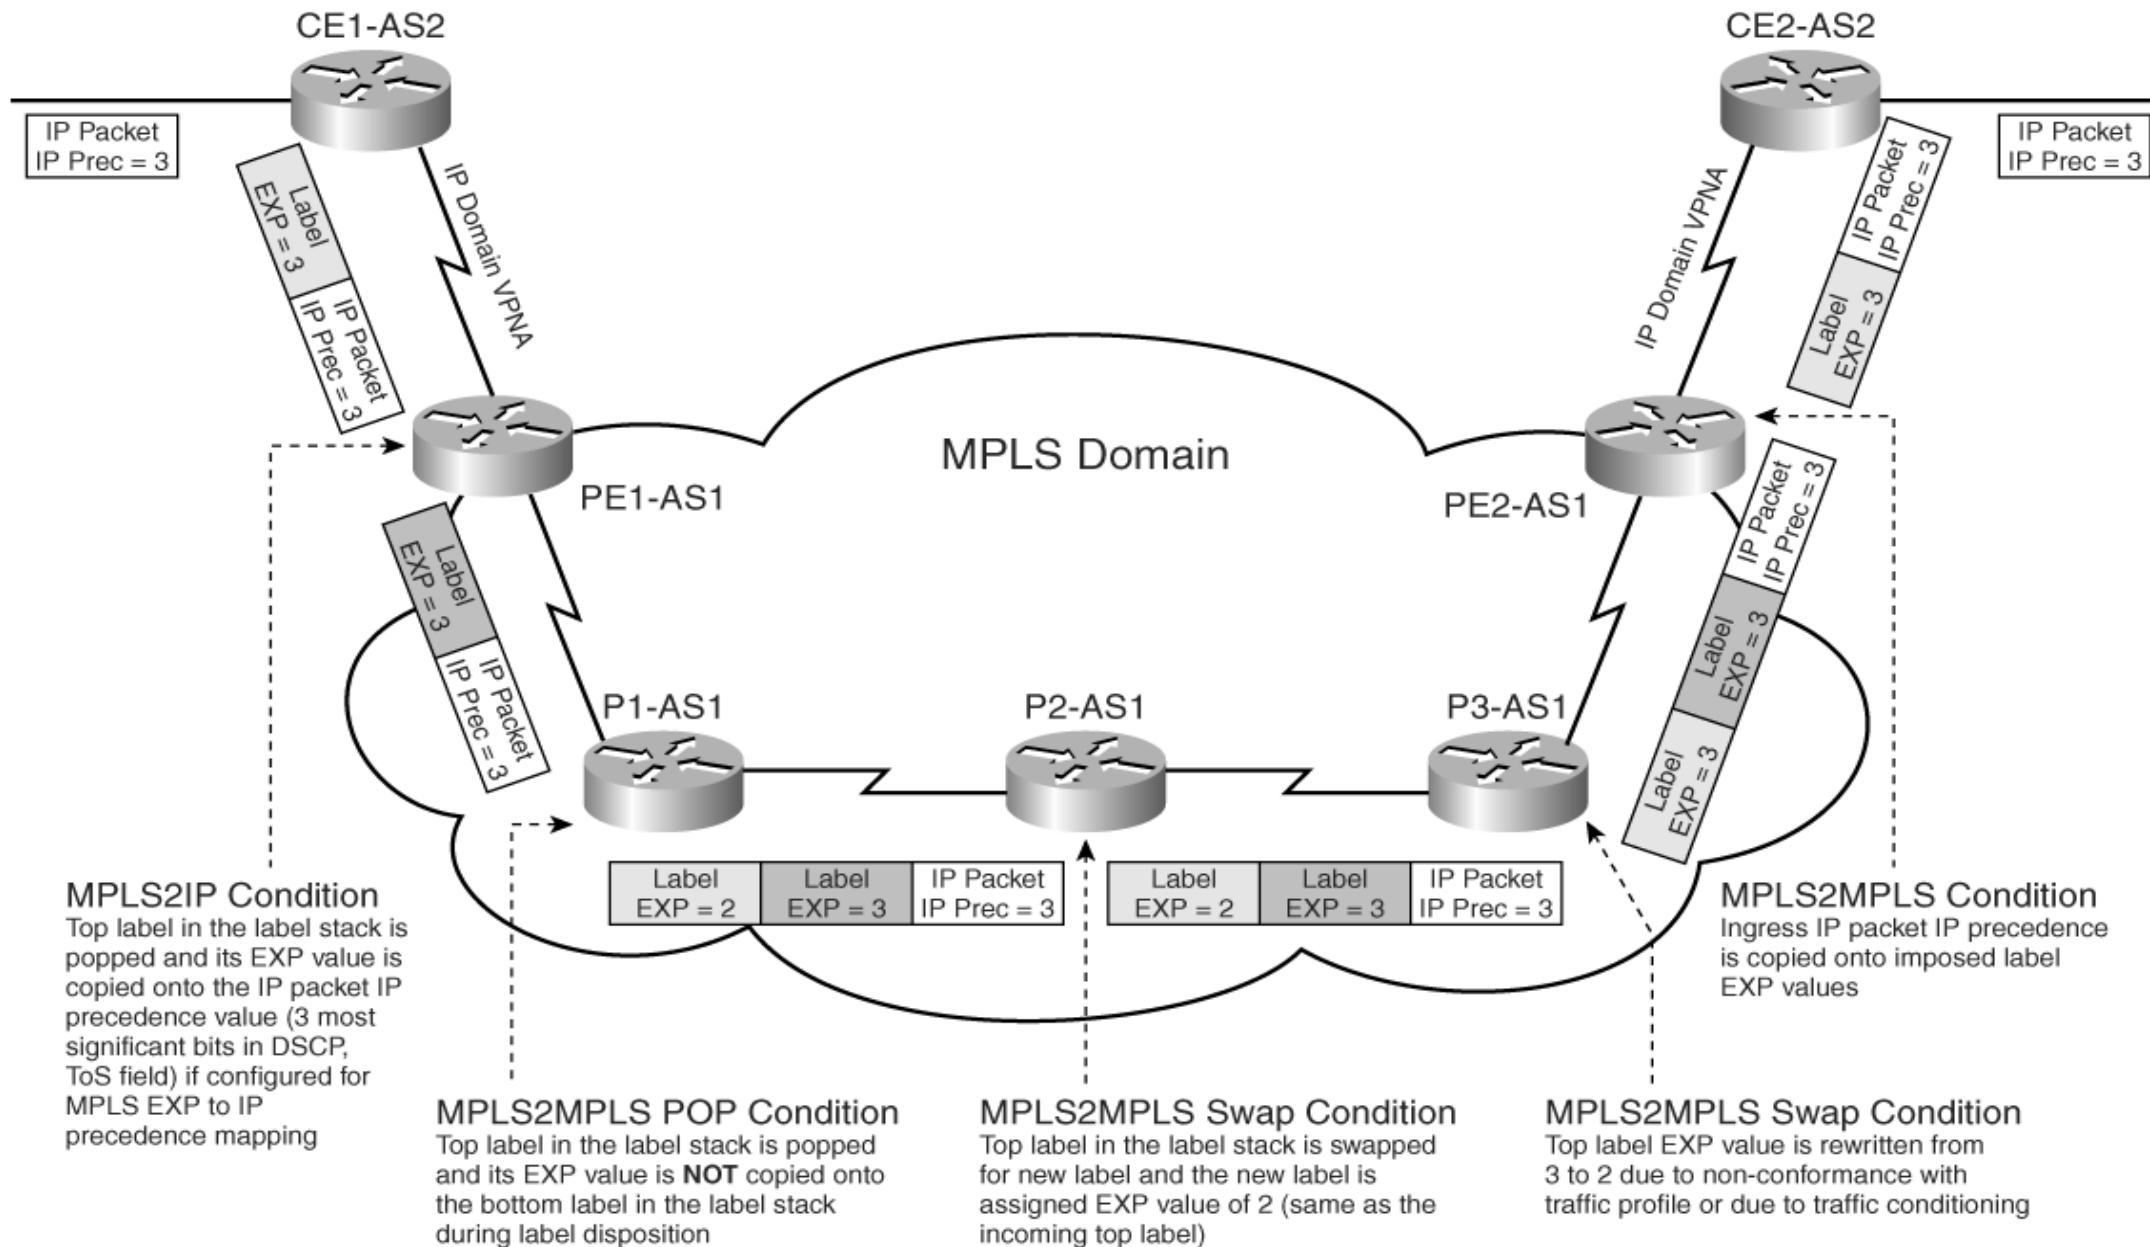 CE1-AS2
CE2-AS2
IP Packet
IP Prec = 3
Label
EXP = 3
IP Packet
IP Prec = 3
IP Domain VPNA
IP Domain VPNA
IP Packet
IP Prec = 3
Label
EXP = 3
IP Packet
IP Prec = 3
MPLS Domain
PE1-AS1
PE2-AS1
Label
EXP = 3
IP Packet
IP Prec = 3
IP Packet
IP Prec = 3
Label
EXP = 3
Label
EXP = 3
P1-AS1
P2-AS1
P3-AS1
Label
EXP = 2
Label
EXP = 3
IP Packet
IP Prec = 3
Label
EXP = 2
Label
EXP = 3
IP Packet
IP Prec = 3
MPLS2IP Condition
Top label in the label stack is
popped and its EXP value is
copied onto the IP packet IP
precedence value (3 most
significant bits in DSCP,
ToS field) if configured for
MPLS EXP to IP
precedence mapping
MPLS2MPLS POP Condition
Top label in the label stack is popped
and its EXP value is NOT copied onto
the bottom label in the label stack
during label disposition
MPLS2MPLS Swap Condition
Top label in the label stack is swapped
for new label and the new label is
assigned EXP value of 2 (same as the
incoming top label)
MPLS2MPLS Swap Condition
Top label EXP value is rewritten from
3 to 2 due to non-conformance with
traffic profile or due to traffic conditioning
MPLS2MPLS Condition
Ingress IP packet IP precedence
is copied onto imposed label
EXP values